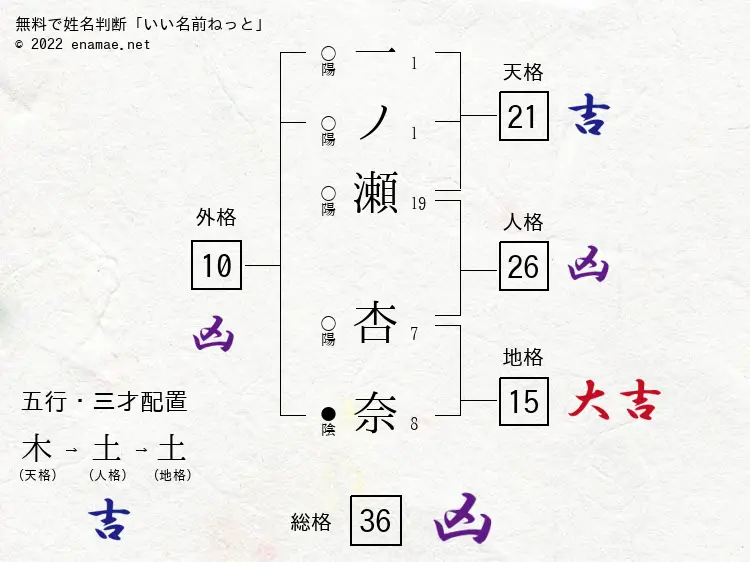 無料で姓名判断「いい名前ねっと」
© 2022 enamae.net
○陽 一 1
○陽 ノ 1
○陽 瀬 19
○陽 杏 7
●陰 奈 8
天格
21 吉
人格
26 凶
地格
15 大吉
外格
10
凶
五行・三才配置
木 → 土 → 土
(天格) (人格) (地格)
吉
総格 36 凶